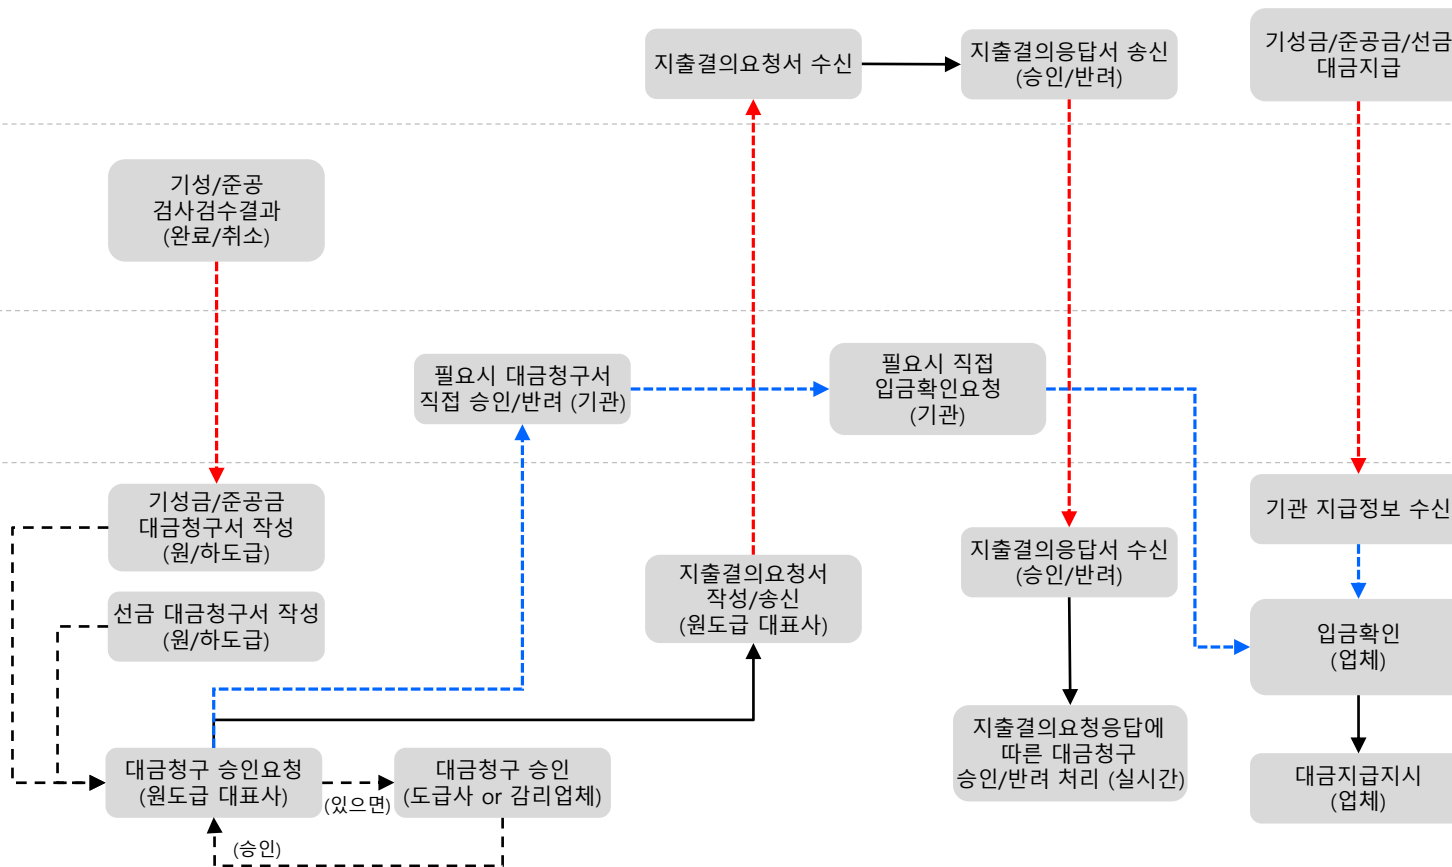 지출결의요청서 수신
지출결의응답서 송신
(승인/반려)
기성금/준공금/선금
대금지급
기성/준공
검사검수결과
(완료/취소)
필요시 대금청구서
직접 승인/반려 (기관)
필요시 직접
입금확인요청
(기관)
기성금/준공금
대금청구서 작성
(원/하도급)
기관 지급정보 수신
지출결의요청서
작성/송신
(원도급 대표사)
지출결의응답서 수신
(승인/반려)
선금 대금청구서 작성
(원/하도급)
입금확인
(업체)
대금청구 승인요청
(원도급 대표사)
(있으면)
대금청구 승인
(도급사 or 감리업체)
(승인)
지출결의요청응답에
따른 대금청구
승인/반려 처리 (실시간)
대금지급지시
(업체)